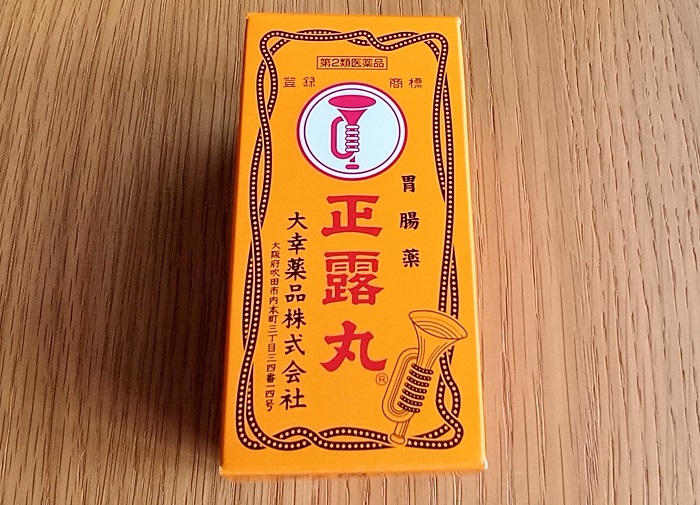 第2類医薬品
登録 商標
胃腸薬
正露丸
®
大幸薬品株式会社
大阪府吹田市内本町三丁目三四番一四号